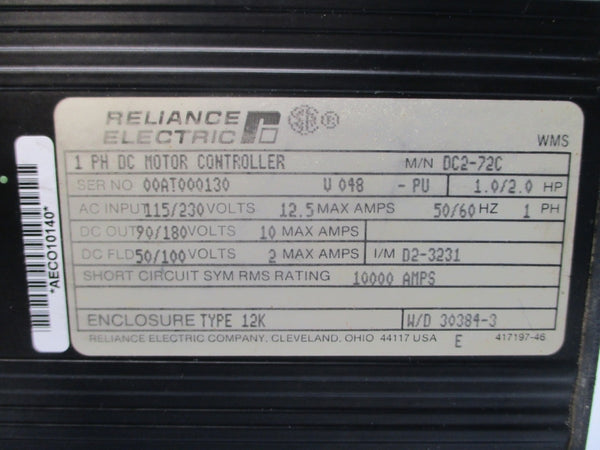 RELIANCE
ELECTRIC
SA ®
WMS
1 PH DC MOTOR CONTROLLER M/N DC2-72C
SER NO 00AT000130 U 048 - PU 1.0/2.0 HP
AC INPUT 115/230 VOLTS 12.5 MAX AMPS 50/60 HZ 1 PH
DC OUT 90/180 VOLTS 10 MAX AMPS
DC FLD 50/100 VOLTS 2 MAX AMPS I/M D2-3231
SHORT CIRCUIT SYM RMS RATING 10000 AMPS
ENCLOSURE TYPE 12K W/D 30384-3
RELIANCE ELECTRIC COMPANY, CLEVELAND, OHIO 44117 USA E 417197-46
*AECO10140*